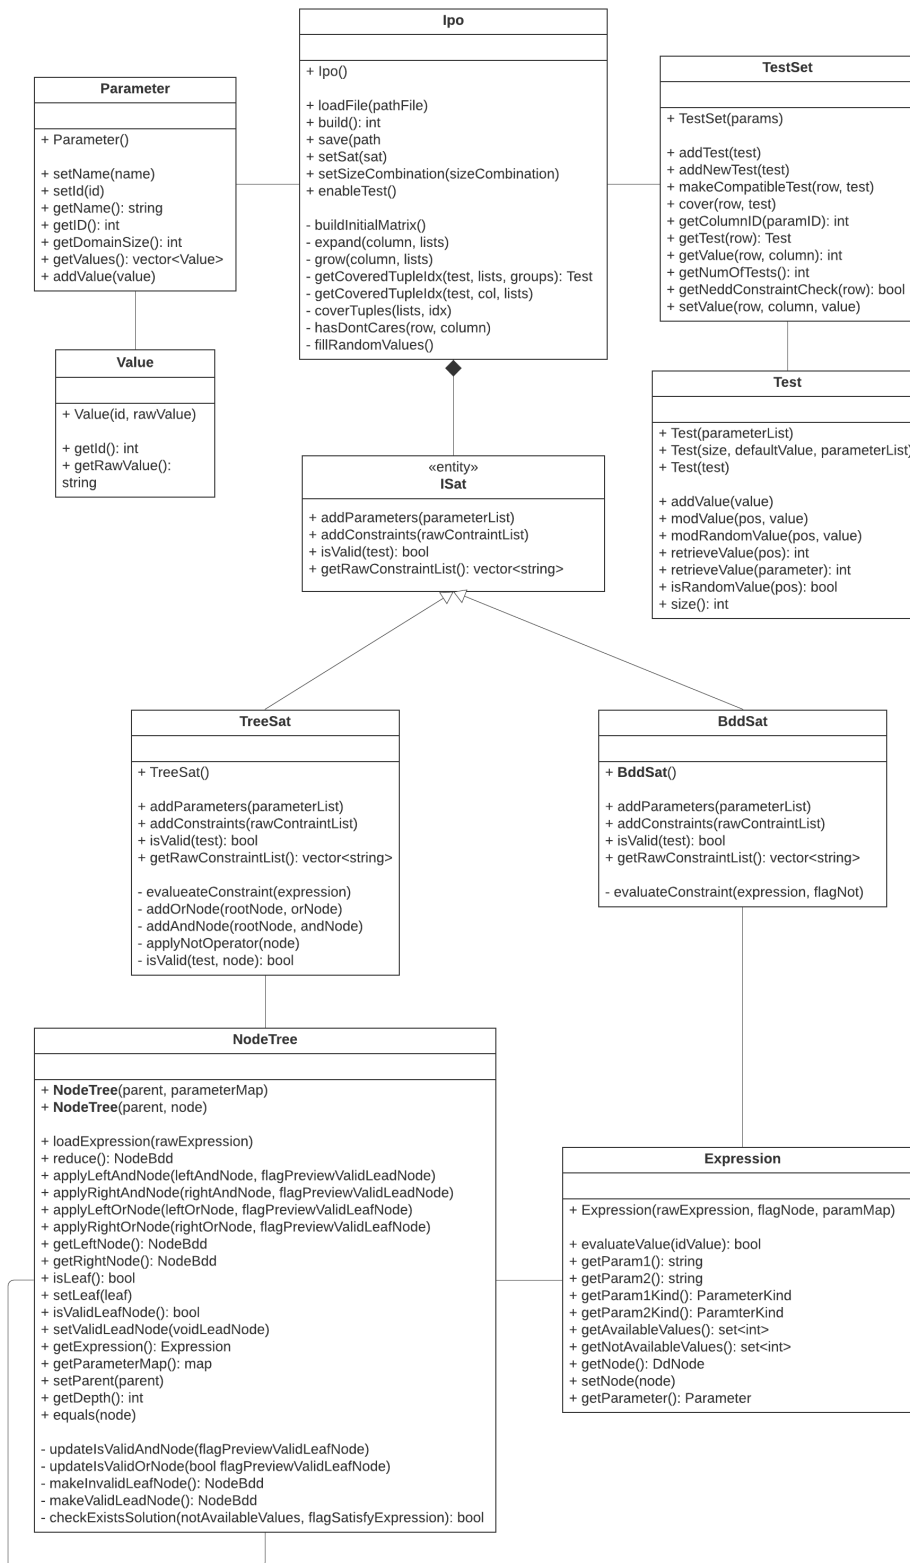 Ipo
+ Ipo()
+ loadFile(pathFile)
+ build(): int
+ save(path
+ setSat(sat)
+ setSizeCombination(sizeCombination)
+ enableTest()
- buildInitialMatrix()
- expand(column, lists)
- grow(column, lists)
- getCoveredTupleIdx(test, lists, groups): Test
- getCoveredTupleIdx(test, col, lists)
- coverTuples(lists, idx)
- hasDontCares(row, column)
- fillRandomValues()
Parameter
+ Parameter()
+ setName(name)
+ setId(id)
+ getName(): string
+ getID(): int
+ getDomainSize(): int
+ getValues(): vector<Value>
+ addValue(value)
TestSet
+ TestSet(params)
+ addTest(test)
+ addNewTest(test)
+ makeCompatibleTest(row, test)
+ cover(row, test)
+ getColumnID(paramID): int
+ getTest(row): Test
+ getValue(row, column): int
+ getNumOfTests(): int
+ getNeddConstraintCheck(row): bool
+ setValue(row, column, value)
Value
+ Value(id, rawValue)
+ getId(): int
+ getRawValue():
string
Test
+ Test(parameterList)
+ Test(size, defaultValue, parameterList)
+ Test(test)
+ addValue(value)
+ modValue(pos, value)
+ modRandomValue(pos, value)
+ retrieveValue(pos): int
+ retrieveValue(parameter): int
+ isRandomValue(pos): bool
+ size(): int
«entity»
ISat
+ addParameters(parameterList)
+ addConstraints(rawContraintList)
+ isValid(test): bool
+ getRawConstraintList(): vector<string>
TreeSat
+ TreeSat()
+ addParameters(parameterList)
+ addConstraints(rawContraintList)
+ isValid(test): bool
+ getRawConstraintList(): vector<string>
- evalueateConstraint(expression)
- addOrNode(rootNode, orNode)
- addAndNode(rootNode, andNode)
- applyNotOperator(node)
- isValid(test, node): bool
BddSat
+ BddSat()
+ addParameters(parameterList)
+ addConstraints(rawContraintList)
+ isValid(test): bool
+ getRawConstraintList(): vector<string>
- evaluateConstraint(expression, flagNot)
NodeTree
+ NodeTree(parent, parameterMap)
+ NodeTree(parent, node)
+ loadExpression(rawExpression)
+ reduce(): NodeBdd
+ applyLeftAndNode(leftAndNode, flagPreviewValidLeadNode)
+ applyRightAndNode(rightAndNode, flagPreviewValidLeadNode)
+ applyLeftOrNode(leftOrNode, flagPreviewValidLeafNode)
+ applyRightOrNode(rightOrNode, flagPreviewValidLeafNode)
+ getLeftNode(): NodeBdd
+ getRightNode(): NodeBdd
+ isLeaf(): bool
+ setLeaf(leaf)
+ isValidLeafNode(): bool
+ setValidLeadNode(voidLeadNode)
+ getExpression(): Expression
+ getParameterMap(): map
+ setParent(parent)
+ getDepth(): int
+ equals(node)
- updateIsValidAndNode(flagPreviewValidLeafNode)
- updateIsValidOrNode(bool flagPreviewValidLeafNode)
- makeInvalidLeafNode(): NodeBdd
- makeValidLeadNode(): NodeBdd
- checkExistsSolution(notAvailableValues, flagSatisfyExpression): bool
Expression
+ Expression(rawExpression, flagNode, paramMap)
+ evaluateValue(idValue): bool
+ getParam1(): string
+ getParam2(): string
+ getParam1Kind(): ParameterKind
+ getParam2Kind(): ParamterKind
+ getAvailableValues(): set<int>
+ getNotAvailableValues(): set<int>
+ getNode(): DdNode
+ setNode(node)
+ getParameter(): Parameter